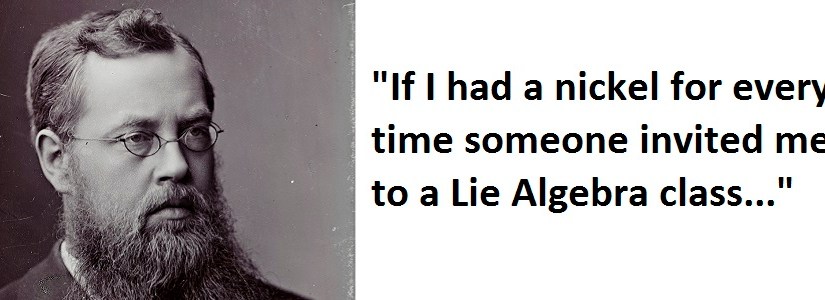 "If I had a nickel for every
time someone invited me
to a Lie Algebra class..."